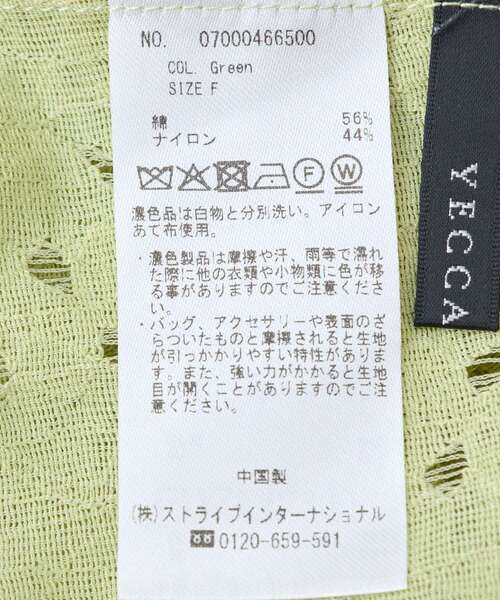 NO. 07000466500
COL. Green
SIZE F
綿 56%
ナイロン 44%
濃色品は白物と分別洗い。アイロン
あて布使用。
・濃色製品は摩擦や汗、雨等で濡れ
た際に他の衣類や小物類に色が移
る事がありますのでご注意くださ
い。
・バッグ、アクセサリーや表面のざ
らついたものと摩擦されると生地
が引っかかりやすい特性がありま
す。また、強い力がかかると生地
目が開くことがありますのでご注
意ください。
中国製
(株)ストライプインターナショナル
0120-659-591
YECCA